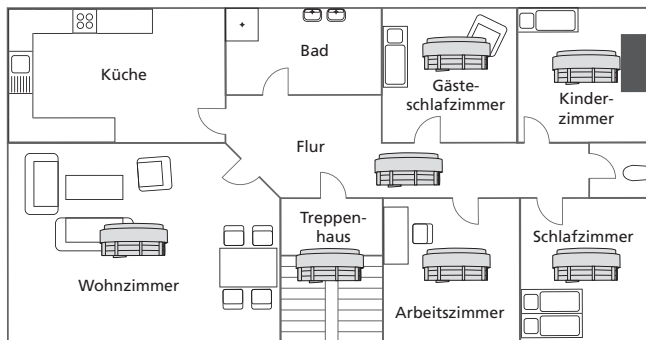 Küche
Bad
Gäste-
schlafzimmer
Kinder-
zimmer
Flur
Treppen-
haus
Schlafzimmer
Wohnzimmer
Arbeitszimmer